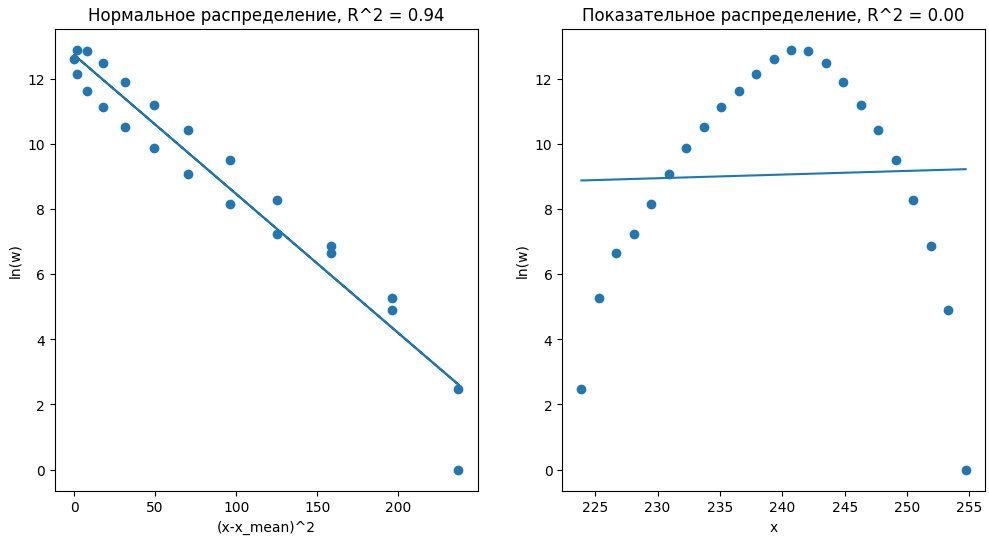 Нормальное распределение, R^2 = 0.94
ln(w)
12
10
8
6
4
2
0
0 50 100 150 200
(x-x_mean)^2
Показательное распределение, R^2 = 0.00
ln(w)
12
10
8
6
4
2
0
225 230 235 240 245 250 255
x